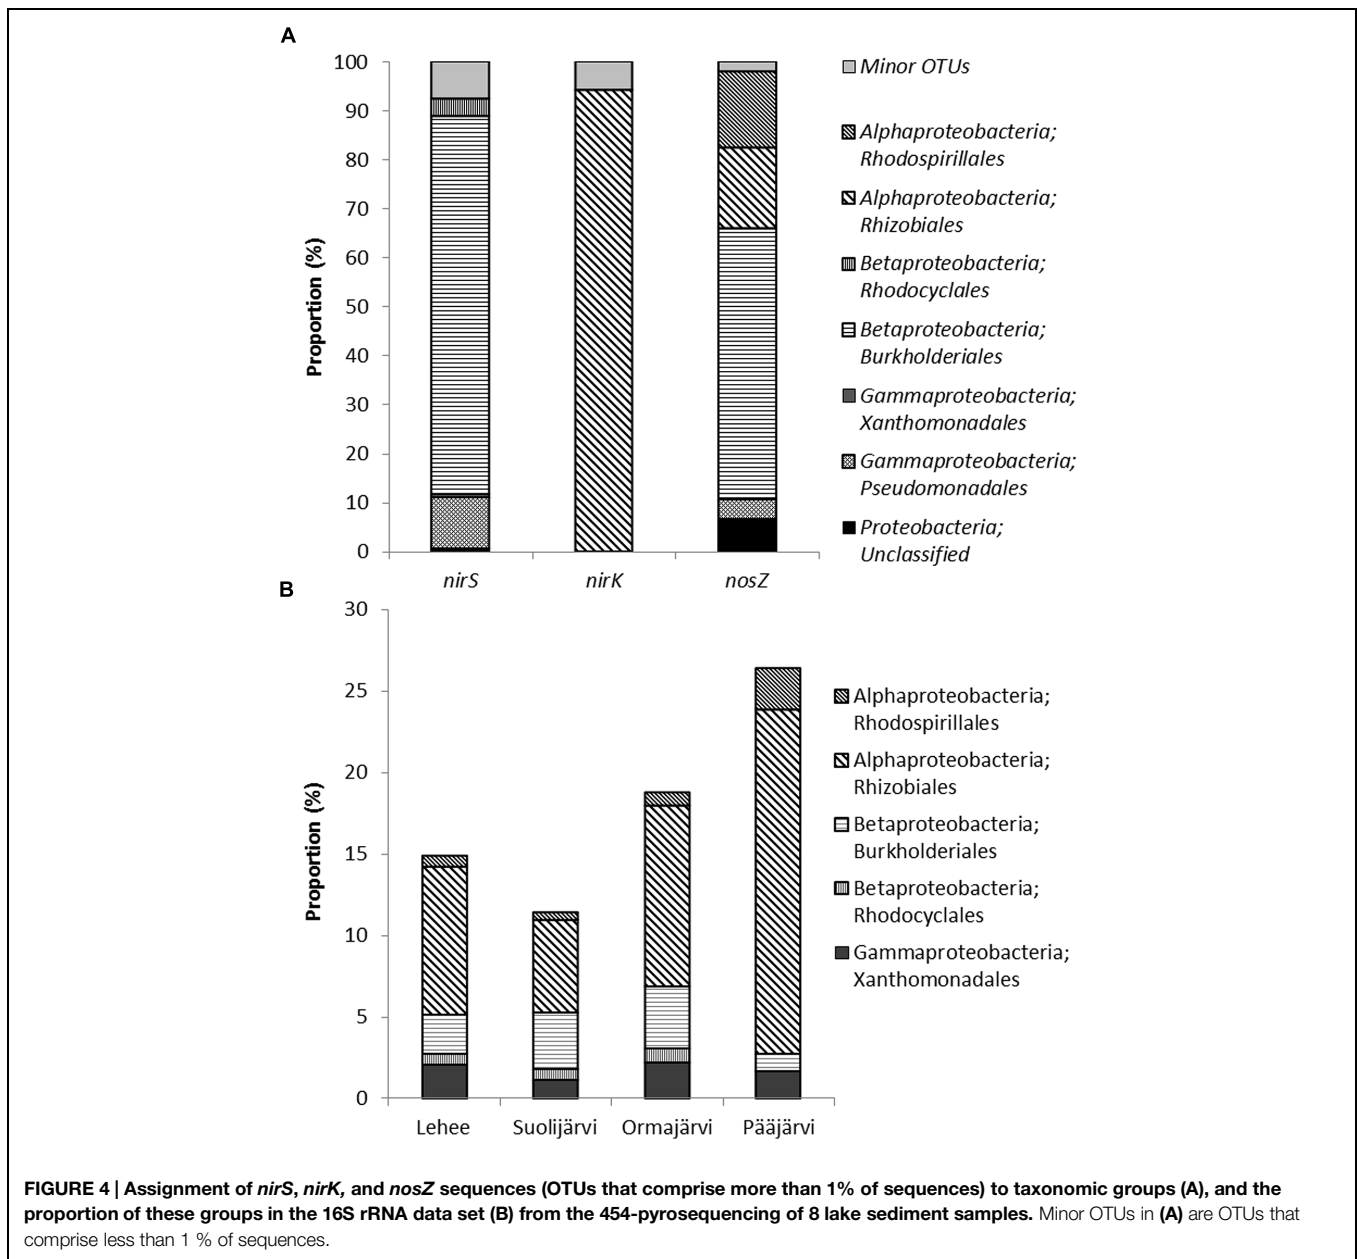 A
100
90
80
70
60
50
40
30
20
10
0
Proportion (%)
nirS nirK nosZ
Minor OTUs
Alphaproteobacteria;
Rhodospirillales
Alphaproteobacteria;
Rhizobiales
Betaproteobacteria;
Rhodocyclales
Betaproteobacteria;
Burkholderiales
Gammaproteobacteria;
Xanthomonadales
Gammaproteobacteria;
Pseudomonadales
Proteobacteria;
Unclassified
B
30
25
20
15
10
5
0
Proportion (%)
Lehee Suolijärvi Ormajärvi Pääjärvi
Alphaproteobacteria;
Rhodospirillales
Alphaproteobacteria;
Rhizobiales
Betaproteobacteria;
Burkholderiales
Betaproteobacteria;
Rhodocyclales
Gammaproteobacteria;
Xanthomonadales
FIGURE 4 | Assignment of nirS, nirK, and nosZ sequences (OTUs that comprise more than 1% of sequences) to taxonomic groups (A), and the
proportion of these groups in the 16S rRNA data set (B) from the 454-pyrosequencing of 8 lake sediment samples. Minor OTUs in (A) are OTUs that
comprise less than 1 % of sequences.